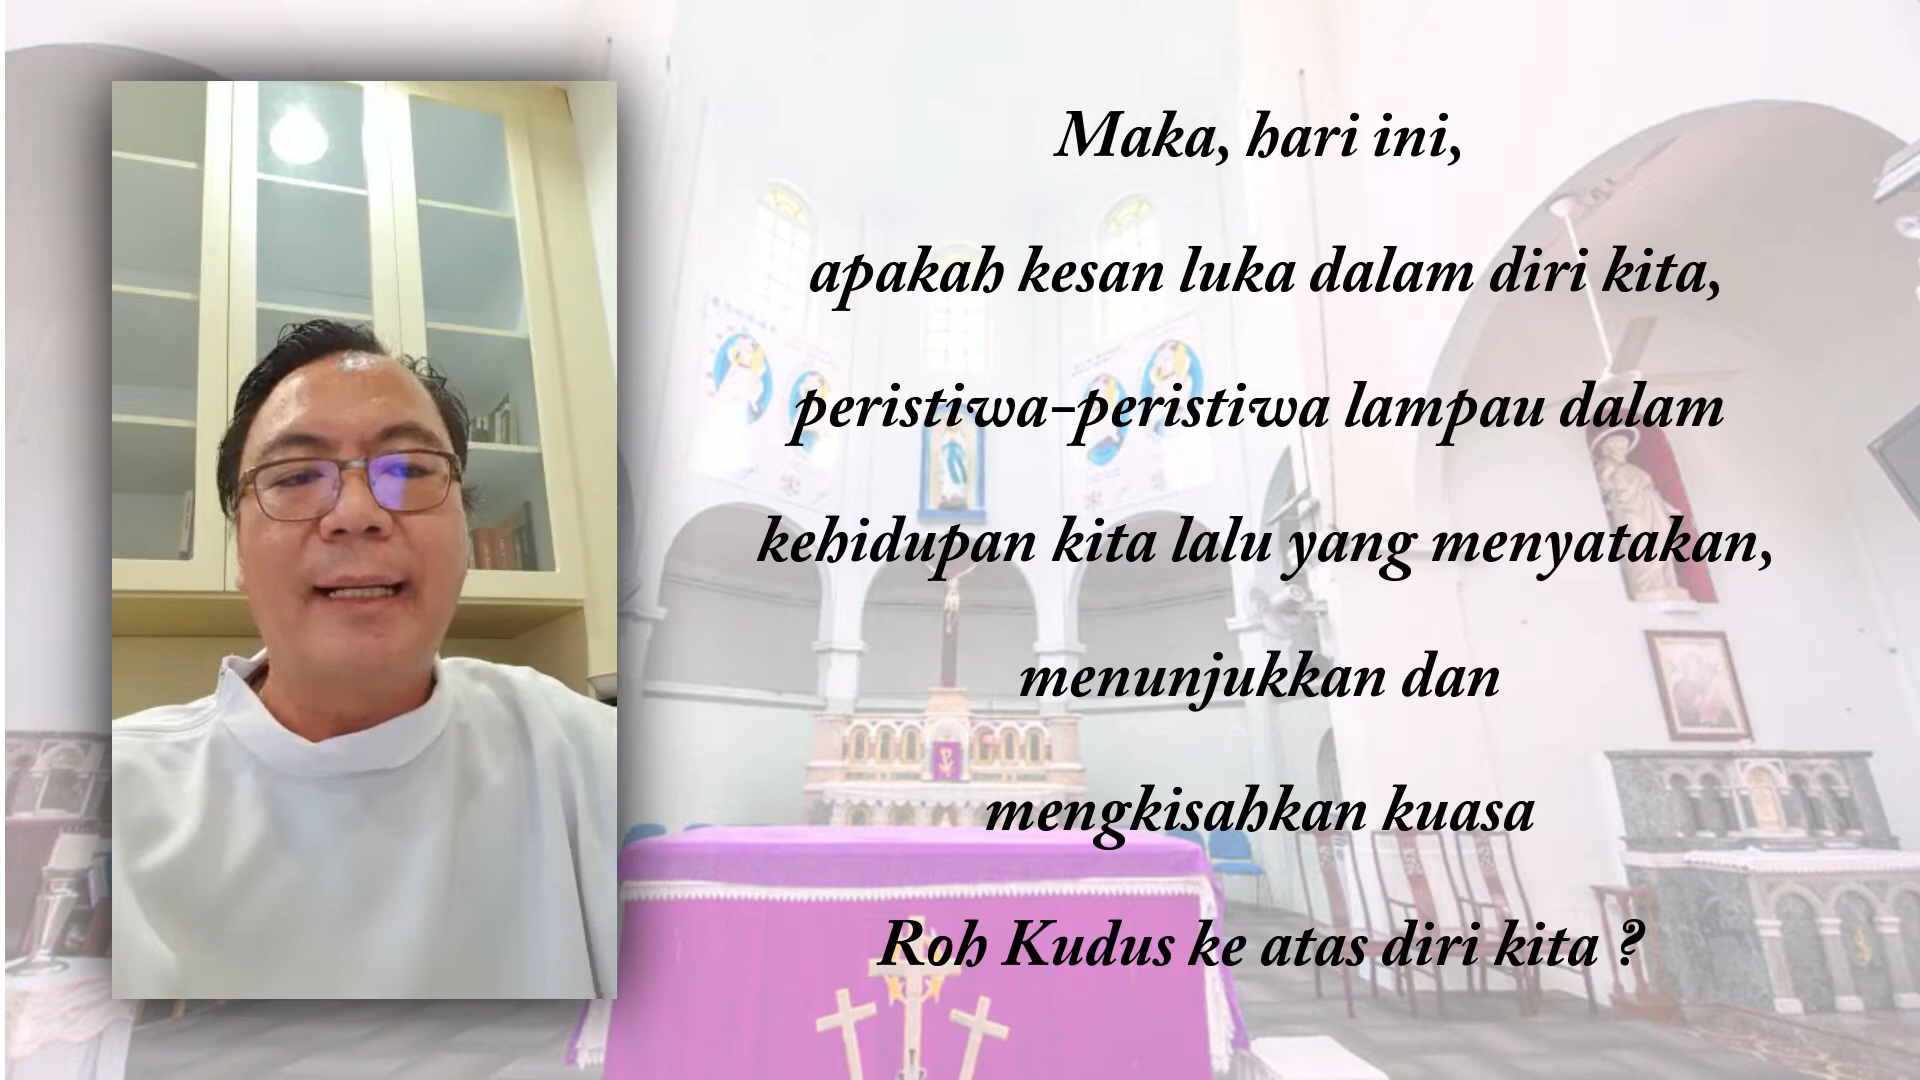 Maka, hari ini,
apakah kesan luka dalam diri kita,
peristiwa-peristiwa lampau dalam
kehidupan kita lalu yang menyatakan,
menunjukkan dan
mengkisahkan kuasa
Roh Kudus ke atas diri kita ?